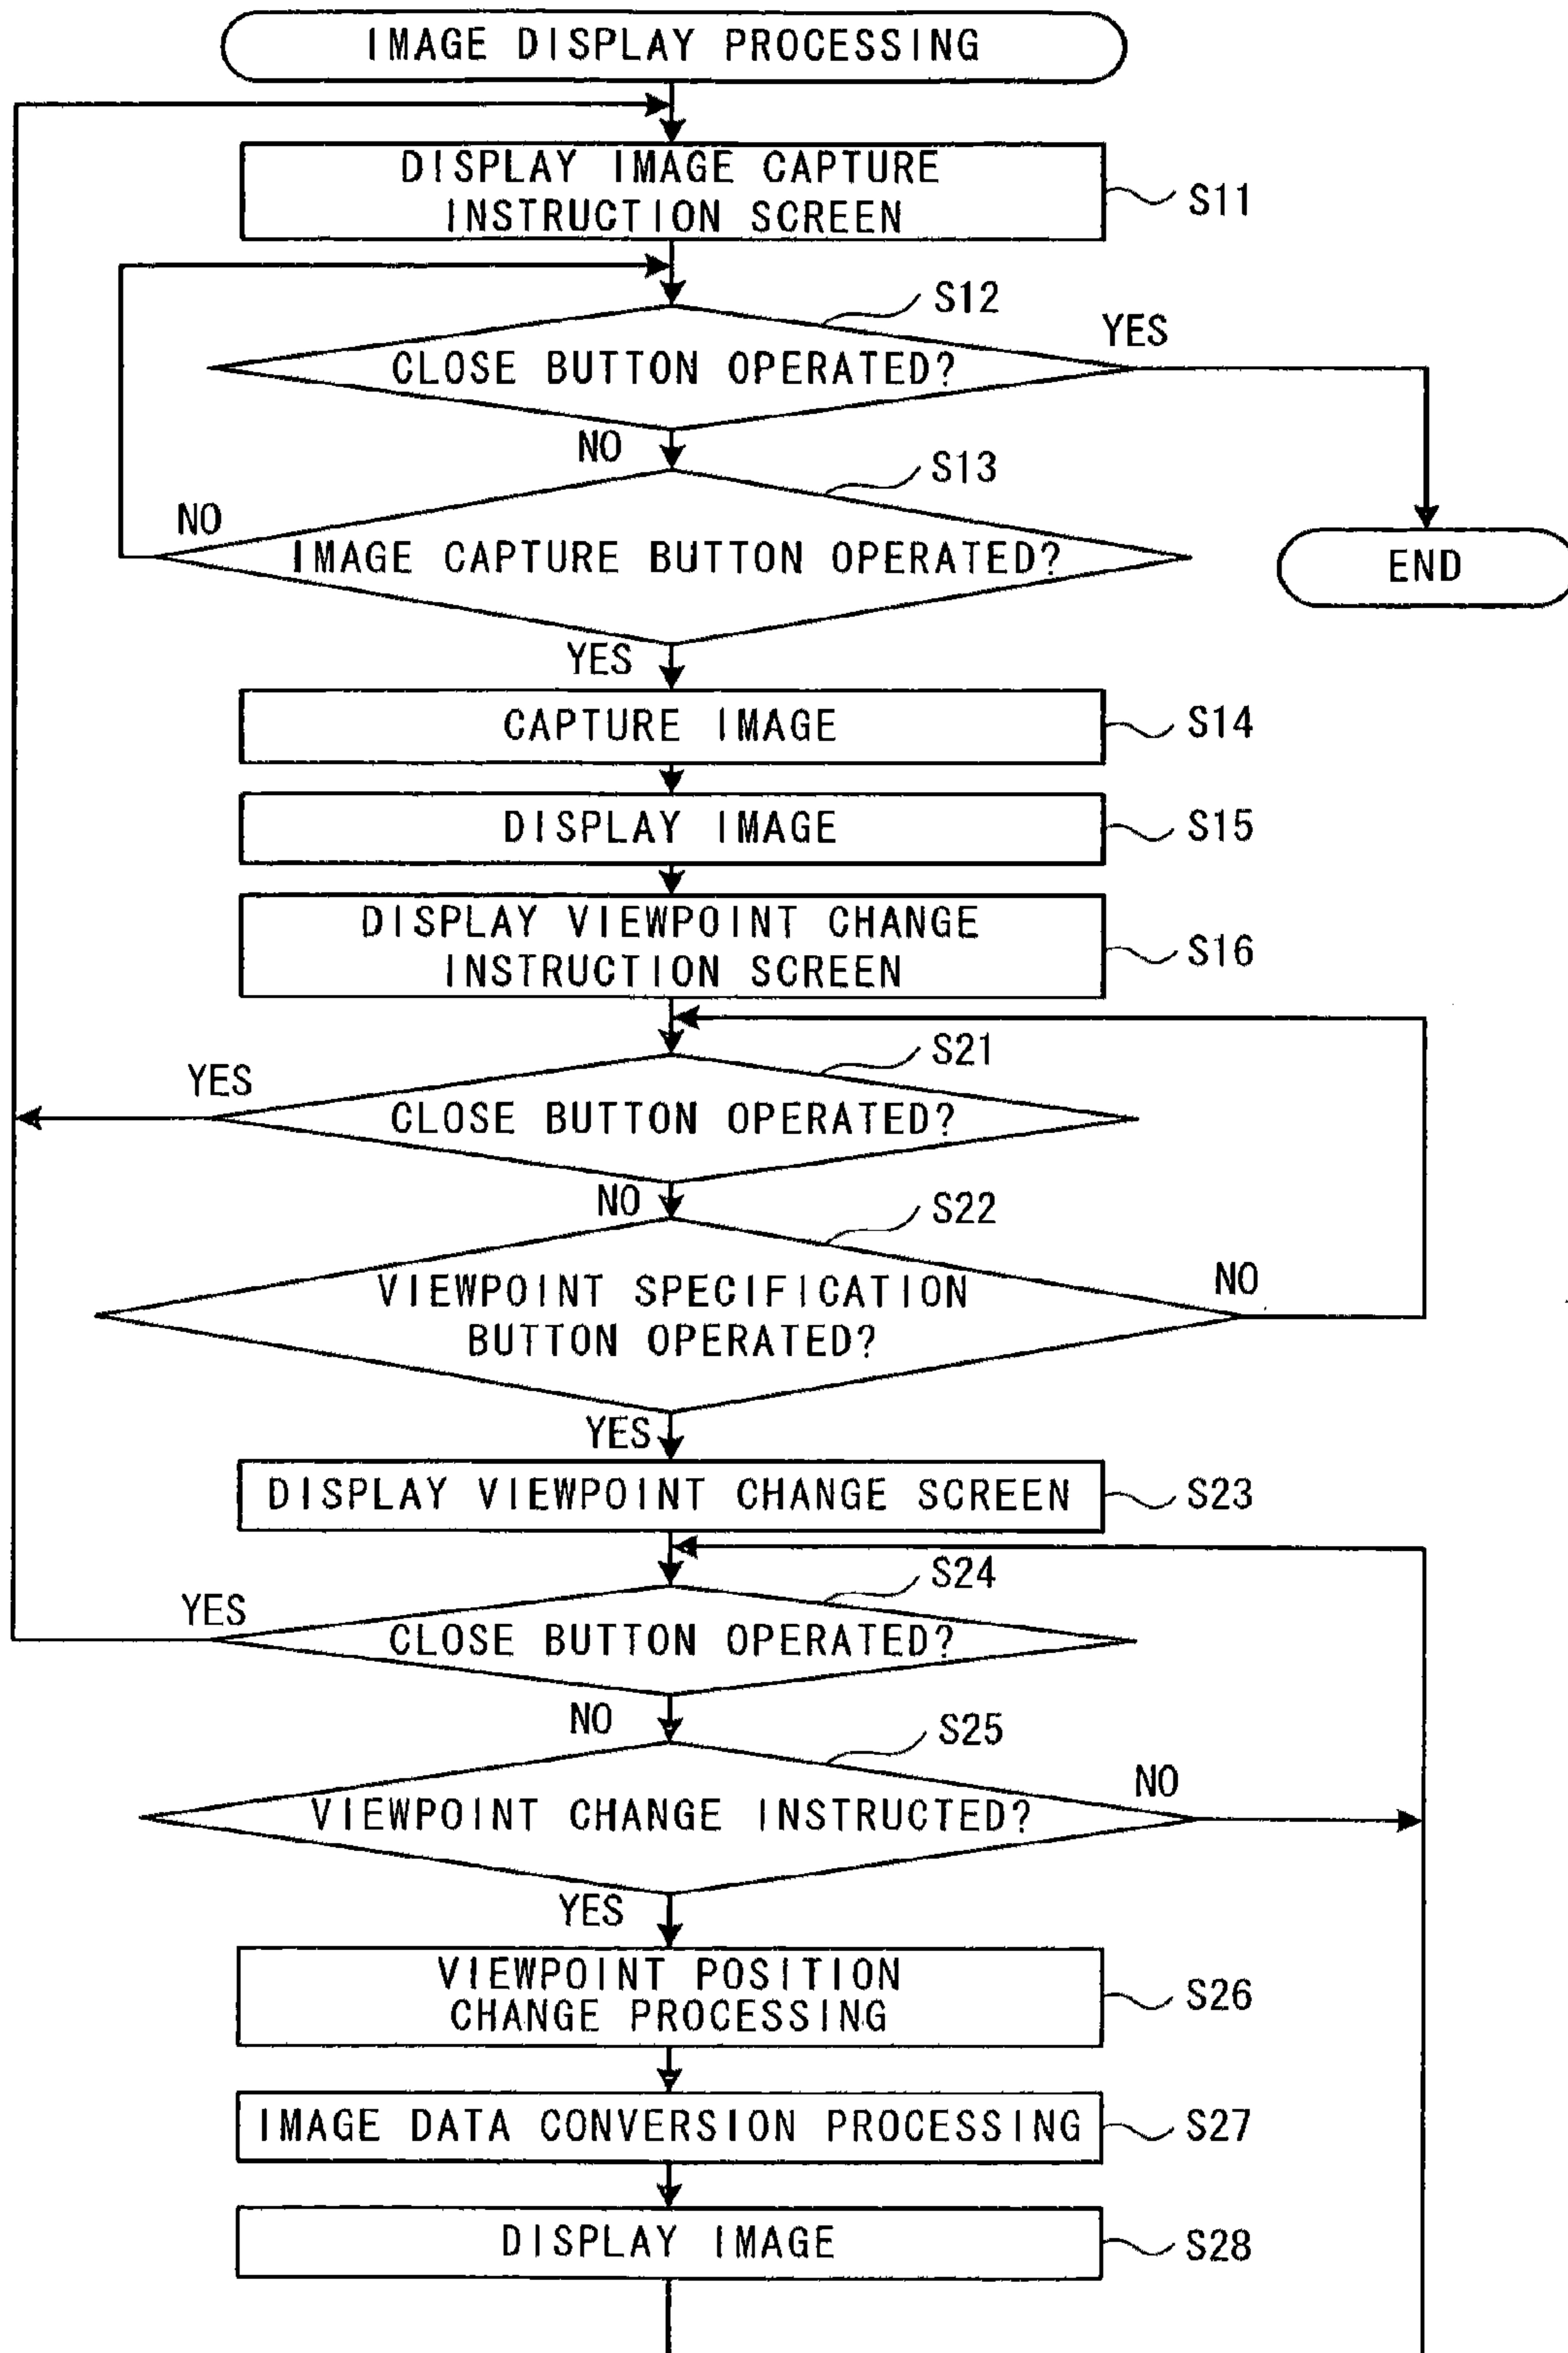 IMAGE DISPLAY PROCESSING
DISPLAY IMAGE CAPTURE
INSTRUCTION SCREEN
S11
S12
YES
CLOSE BUTTON OPERATED?
NO
S13
NO
IMAGE CAPTURE BUTTON OPERATED?
END
YES
CAPTURE IMAGE
S14
DISPLAY IMAGE
S15
DISPLAY VIEWPOINT CHANGE
INSTRUCTION SCREEN
S16
S21
YES
CLOSE BUTTON OPERATED?
NO
S22
NO
VIEWPOINT SPECIFICATION
BUTTON OPERATED?
YES
DISPLAY VIEWPOINT CHANGE SCREEN
S23
S24
YES
CLOSE BUTTON OPERATED?
NO
S25
NO
VIEWPOINT CHANGE INSTRUCTED?
YES
VIEWPOINT POSITION
CHANGE PROCESSING
S26
IMAGE DATA CONVERSION PROCESSING
S27
DISPLAY IMAGE
S28